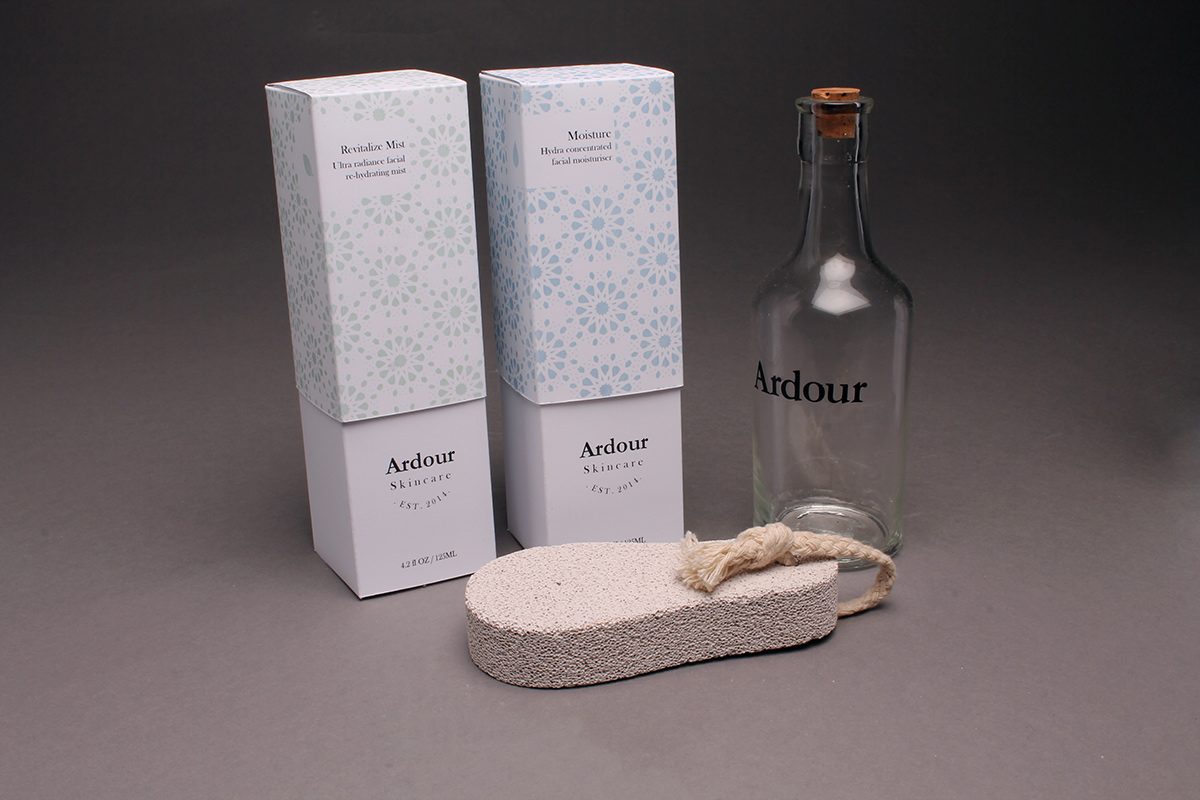 Revitalize Mist
Ultra radiance facial
re-hydrating mist
Ardour
Skincare
·EST. 2014·
4.2 fl OZ / 125ML
Moisture
Hydra concentrated
facial moisturiser
Ardour
Skincare
·EST. 2014·
Ardour